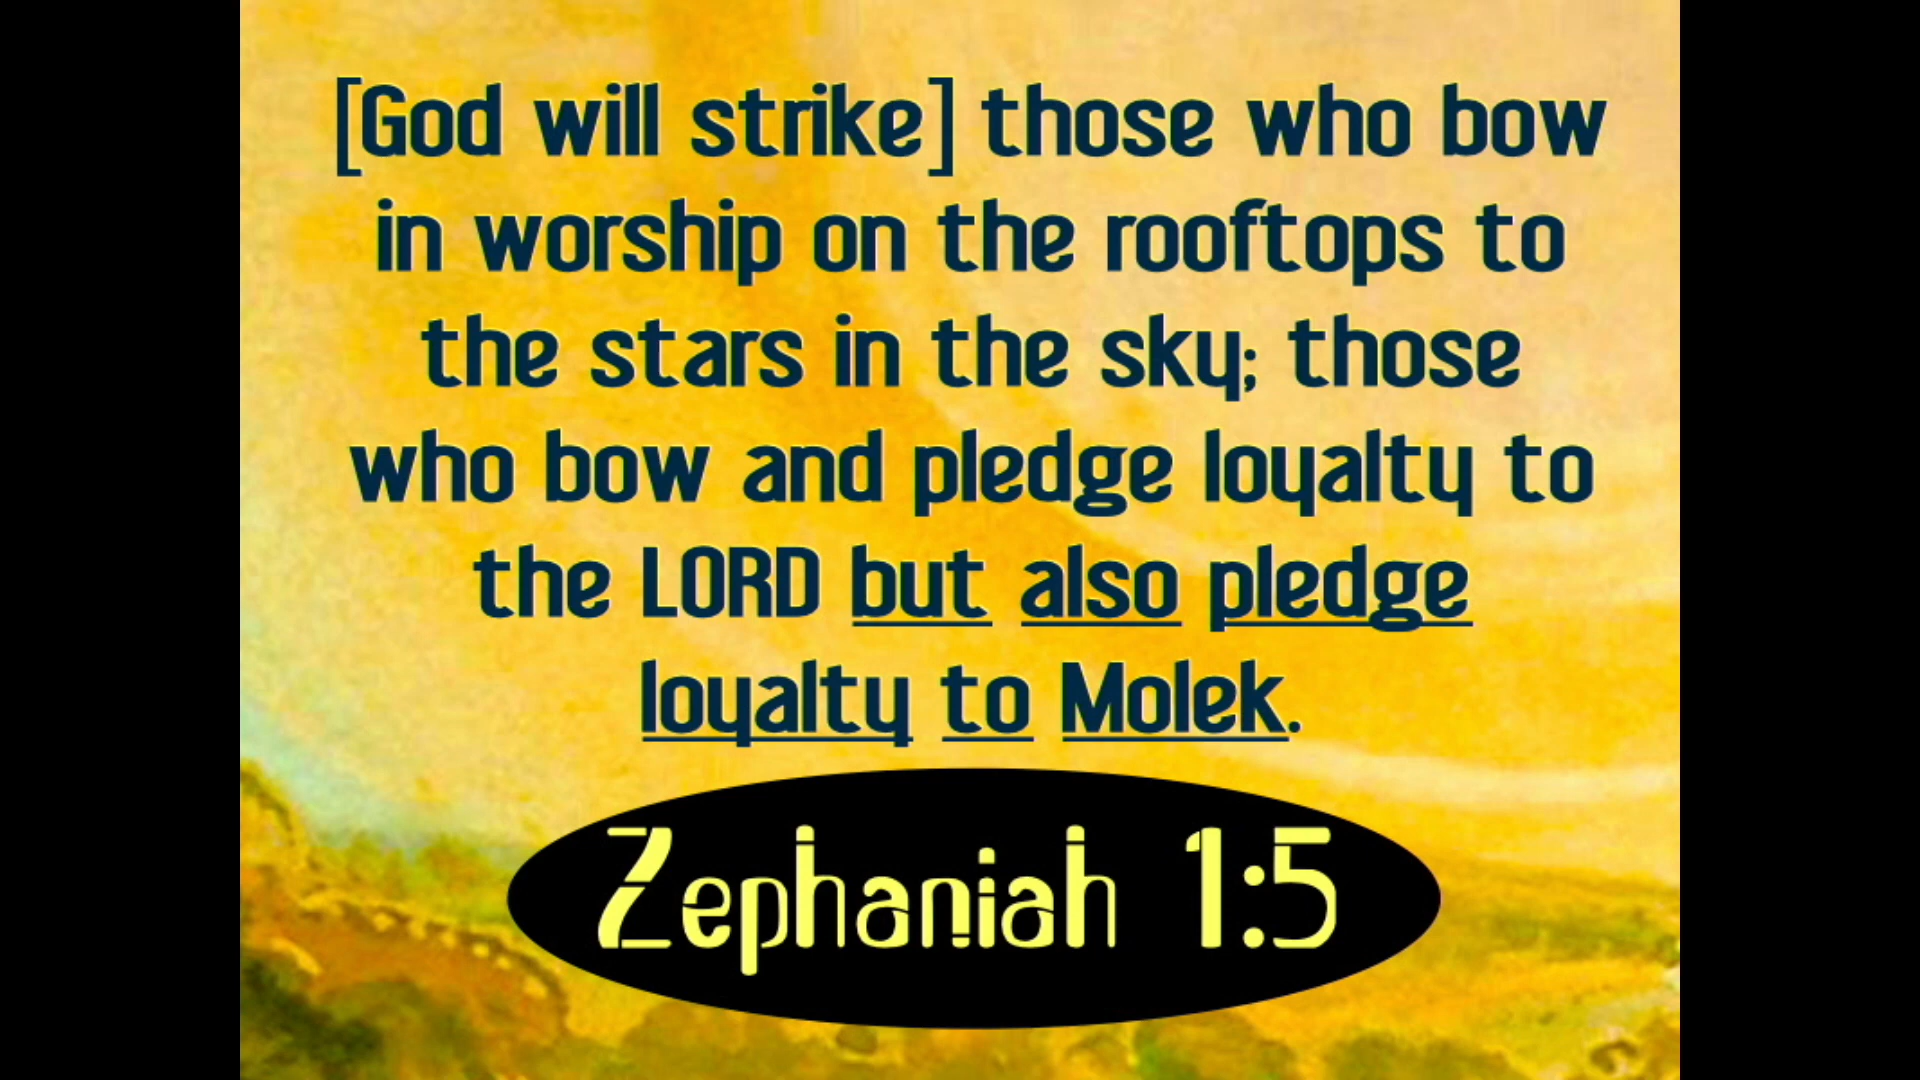 [God will strike] those who bow
in worship on the rooftops to
the stars in the sky; those
who bow and pledge loyalty to
the LORD but also pledge
loyalty to Molek.
Zephaniah 1:5